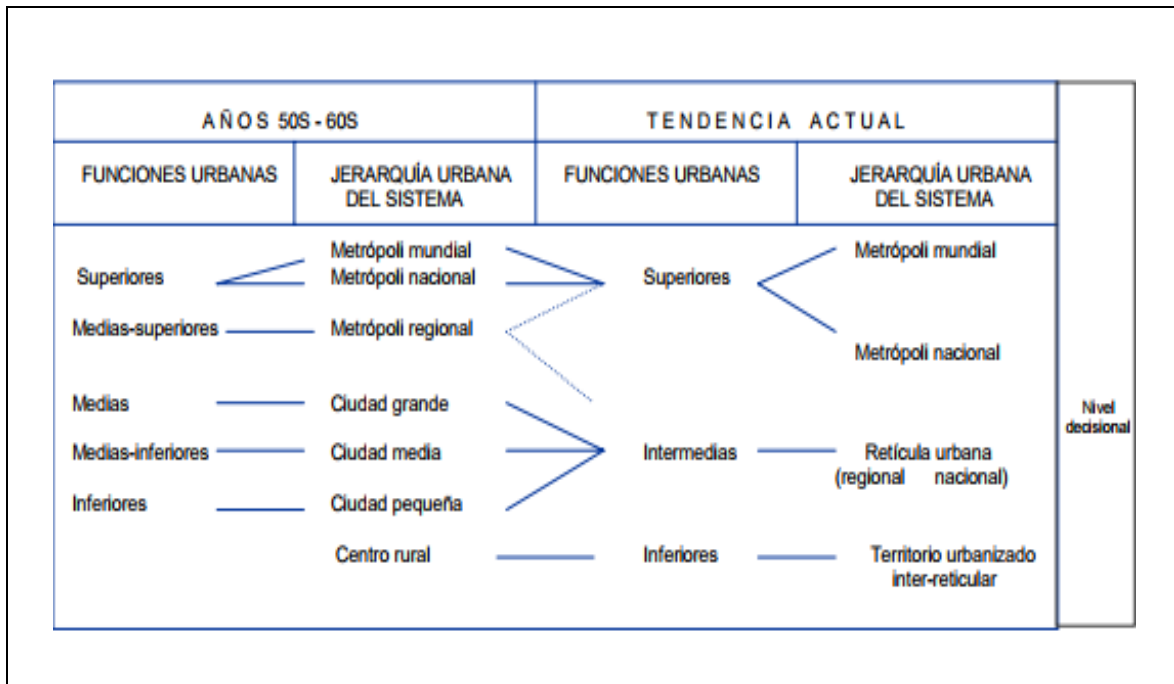 AÑOS 50S - 60S
TENDENCIA ACTUAL
FUNCIONES URBANAS
JERARQUÍA URBANA
DEL SISTEMA
FUNCIONES URBANAS
JERARQUÍA URBANA
DEL SISTEMA
Superiores
Metrópoli mundial
Metrópoli nacional
Superiores
Metrópoli mundial
Medias-superiores
Metrópoli regional
Metrópoli nacional
Medias
Ciudad grande
Medias-inferiores
Ciudad media
Intermedias
Retícula urbana
(regional nacional)
Inferiores
Ciudad pequeña
Centro rural
Inferiores
Territorio urbanizado
inter-reticular
Nivel
decisional